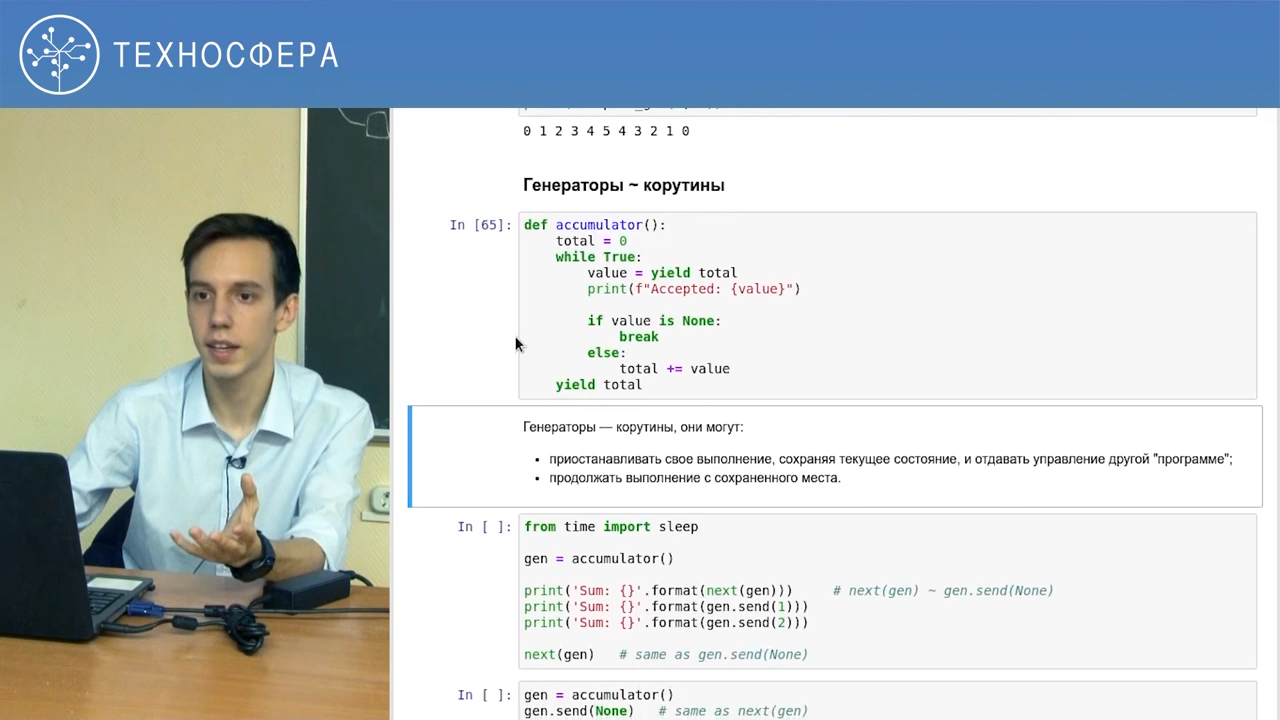 ТЕХНОСФЕРА
0 1 2 3 4 5 4 3 2 1 0
Генераторы ~ корутины
In [65]:
def accumulator():
    total = 0
    while True:
        value = yield total
        print(f"Accepted: {value}")
        if value is None:
            break
        else:
            total += value
    yield total
Генераторы — корутины, они могут:
• приостанавливать свое выполнение, сохраняя текущее состояние, и отдавать управление другой "программе";
• продолжать выполнение с сохраненного места.
In [ ]:
from time import sleep
gen = accumulator()
print('Sum: {}'.format(next(gen)))     # next(gen) ~ gen.send(None)
print('Sum: {}'.format(gen.send(1)))
print('Sum: {}'.format(gen.send(2)))
next(gen)   # same as gen.send(None)
In [ ]:
gen = accumulator()
gen.send(None)   # same as next(gen)